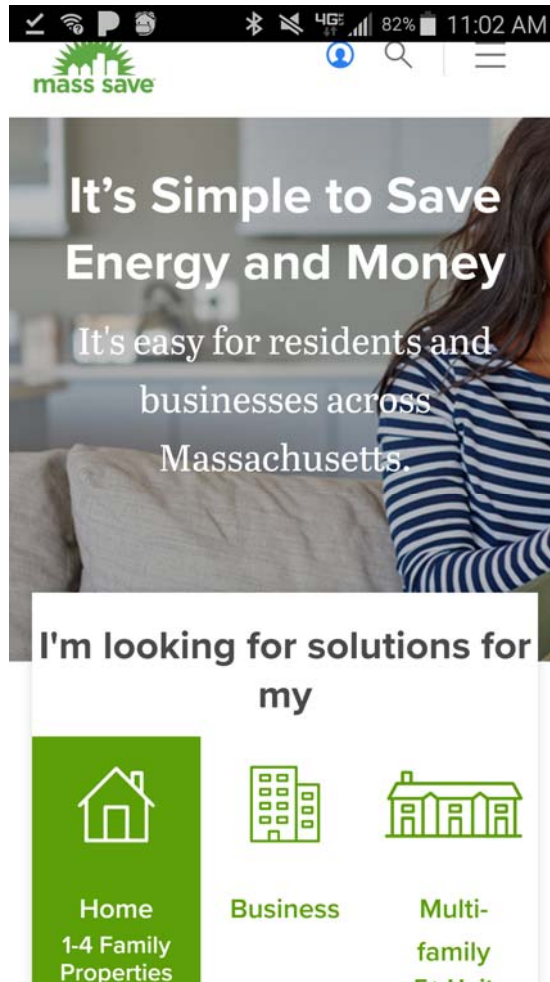 4G 82% 11:02 AM
mass save
It's Simple to Save
Energy and Money
It's easy for residents and
businesses across
Massachusetts.
I'm looking for solutions for
my
Home
1-4 Family
Properties
Business
Multi-
family